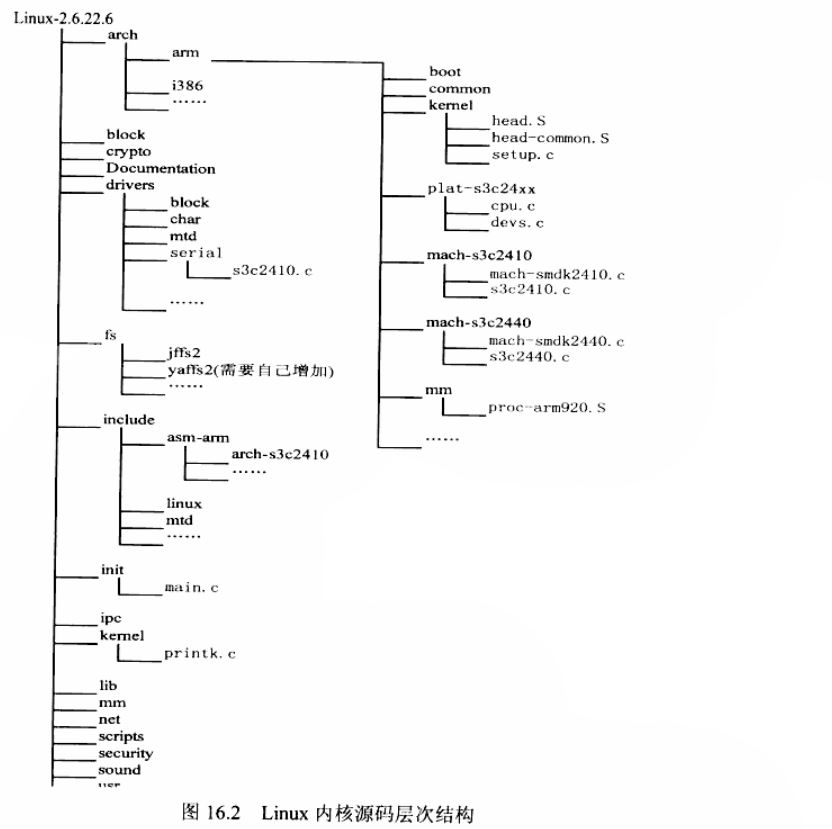 Linux-2.6.22.6
arch
arm
i386
……
block
crypto
Documentation
drivers
block
char
mtd
serial
s3c2410.c
……
fs
jffs2
yaffs2(需要自己增加)
……
include
asm-arm
arch-s3c2410
……
linux
mtd
……
init
main.c
ipc
kernel
printk.c
lib
mm
net
scripts
security
sound
usr
boot
common
kernel
head.S
head-common.S
setup.c
plat-s3c24xx
cpu.c
devs.c
mach-s3c2410
mach-smdk2410.c
s3c2410.c
mach-s3c2440
mach-smdk2440.c
s3c2440.c
mm
proc-arm920.S
……
图 16.2 Linux 内核源码层次结构